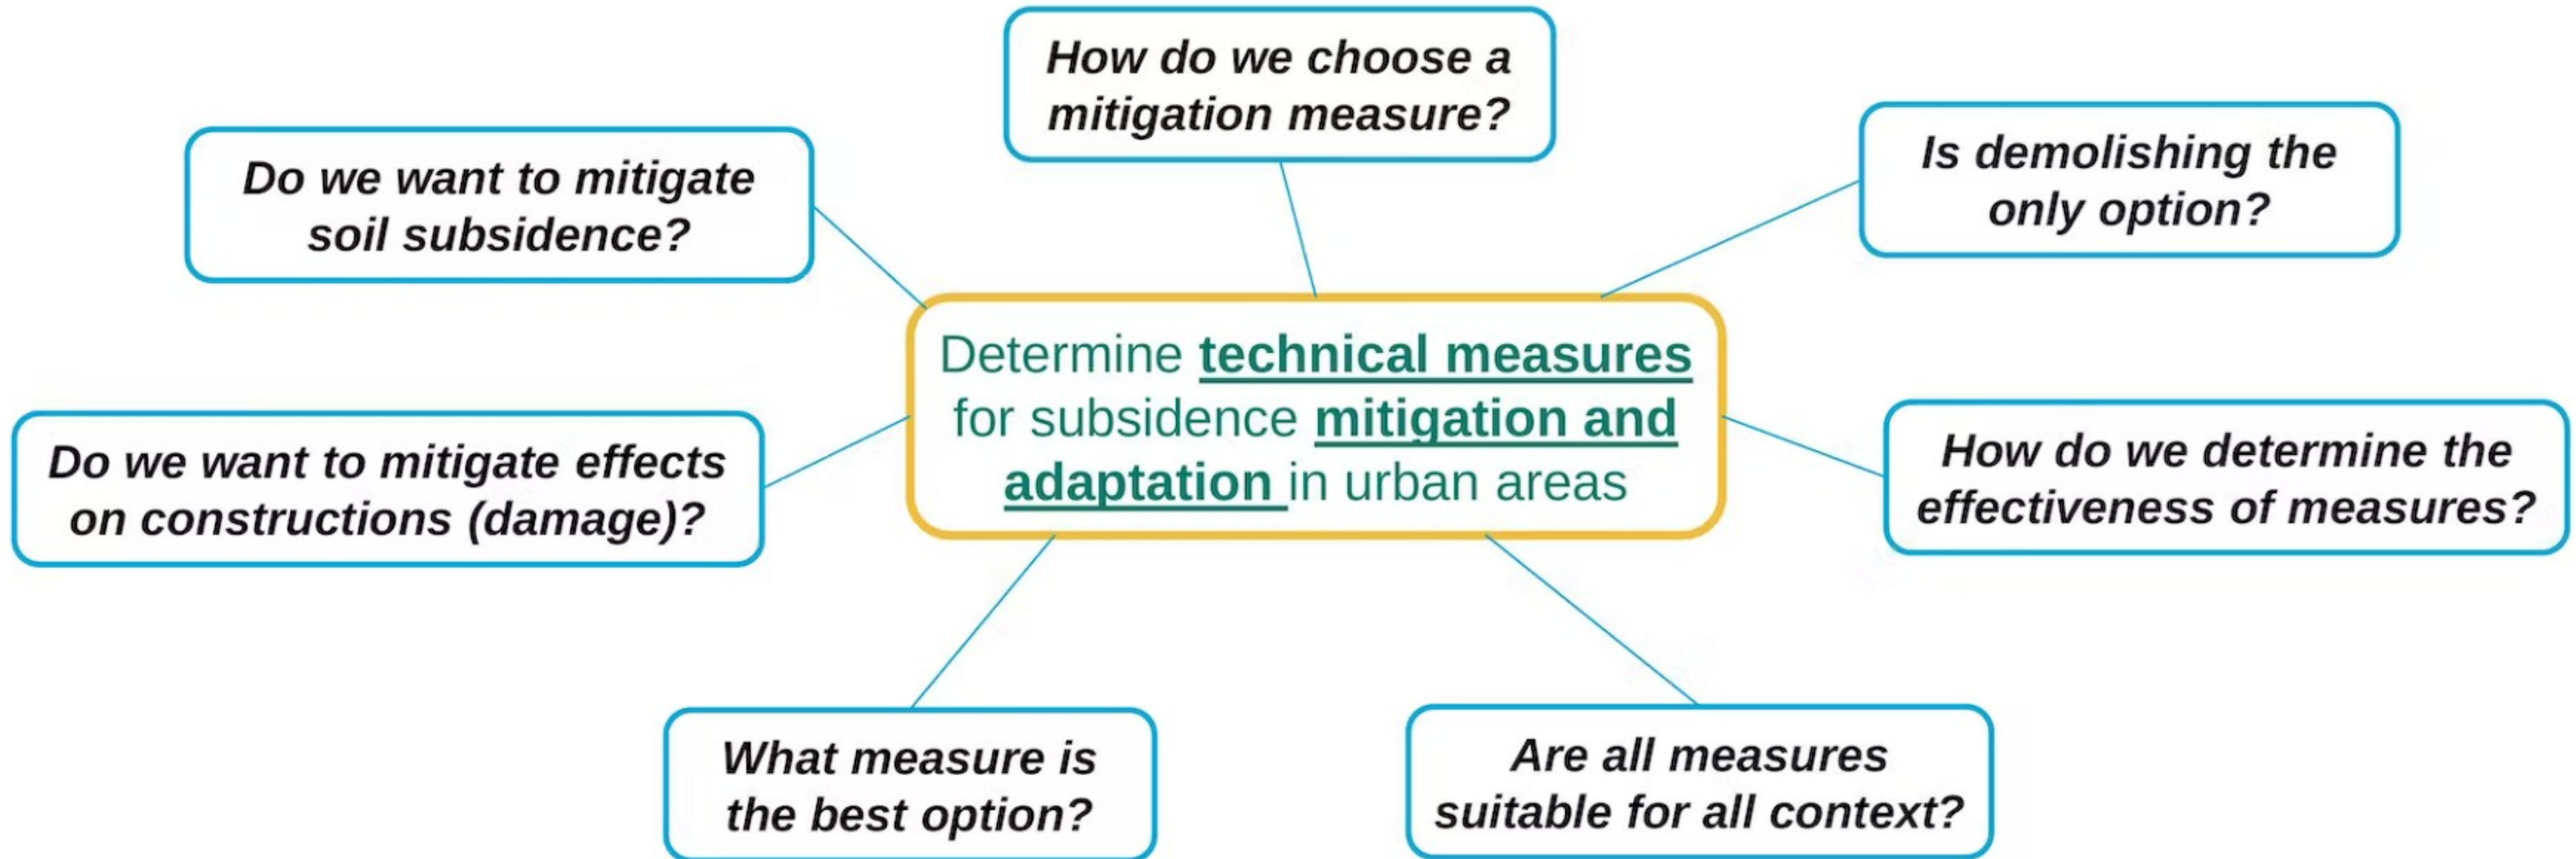 How do we choose a
mitigation measure?
Do we want to mitigate
soil subsidence?
Is demolishing the
only option?
Determine technical measures
for subsidence mitigation and
adaptation in urban areas
Do we want to mitigate effects
on constructions (damage)?
How do we determine the
effectiveness of measures?
What measure is
the best option?
Are all measures
suitable for all context?